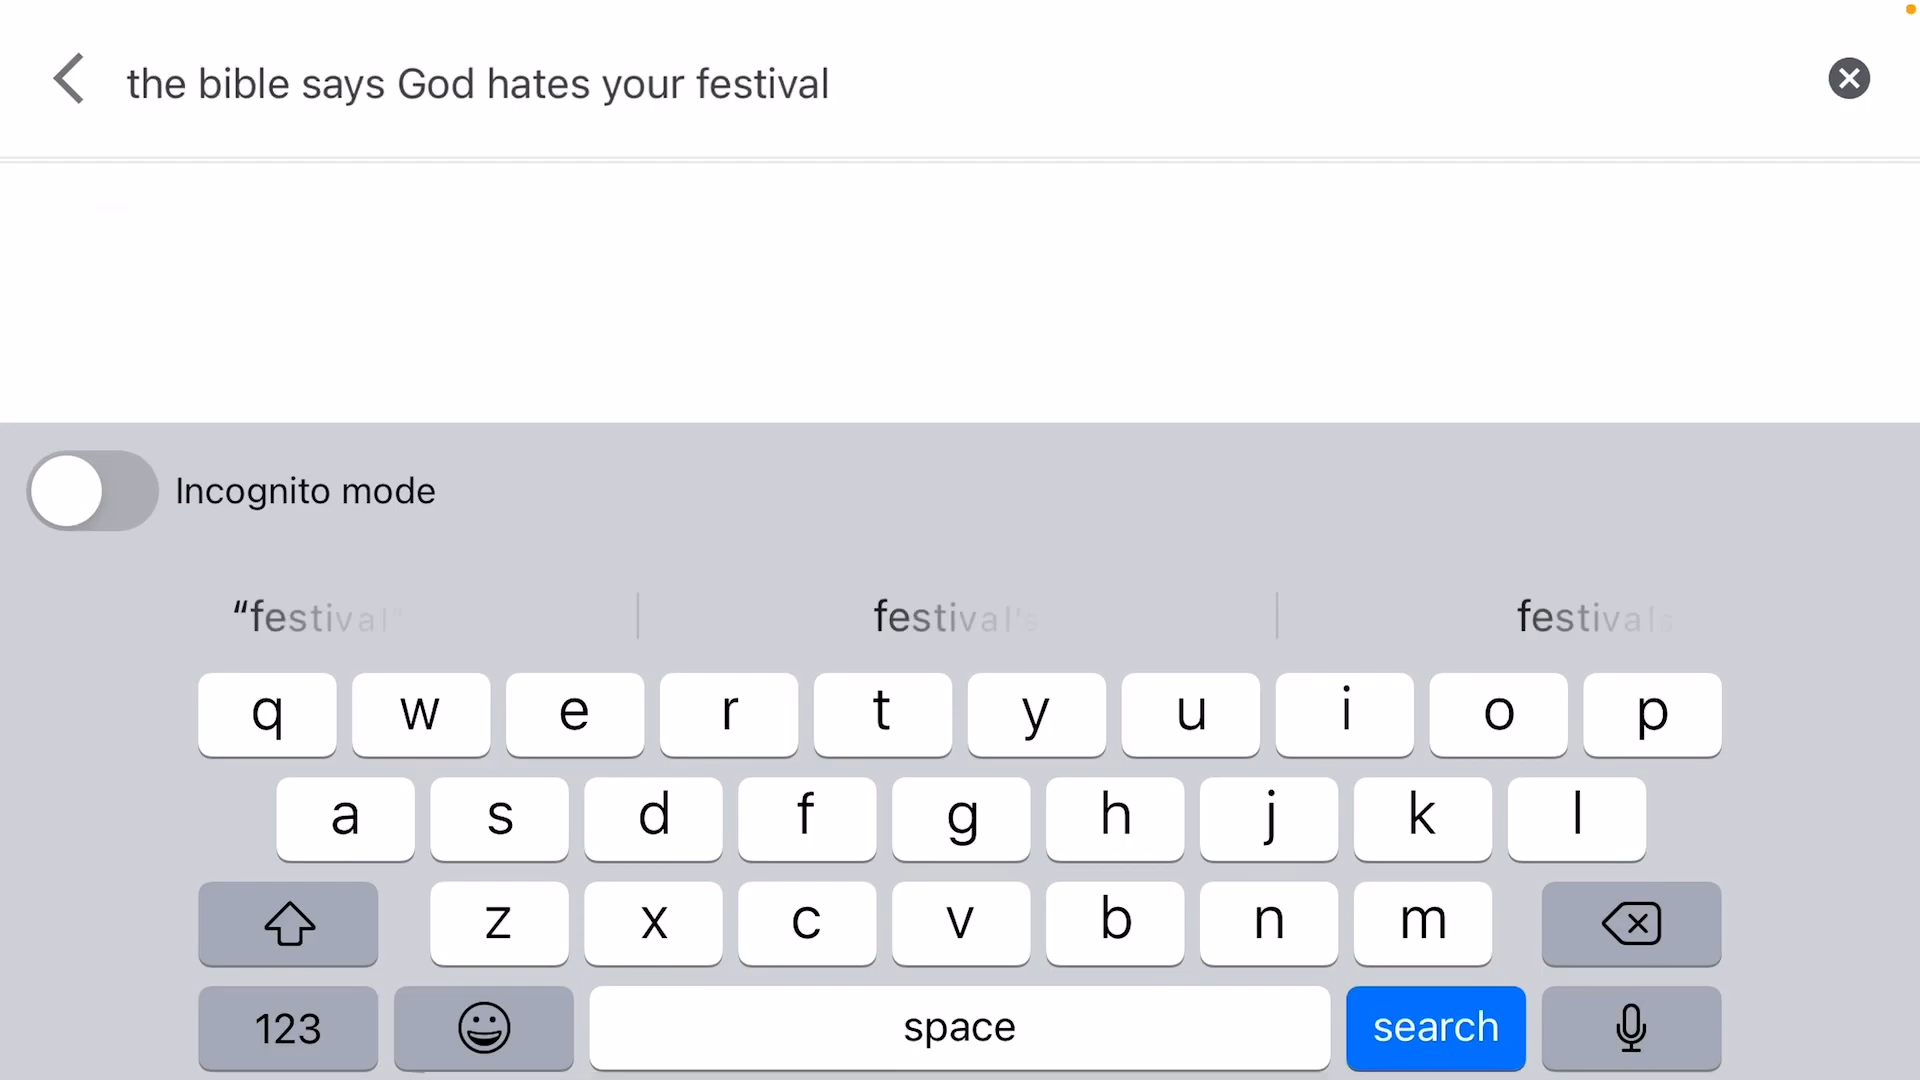 the bible says God hates your festival
Incognito mode
“festival” festival's festivals
q w e r t y u i o p
a s d f g h j k l
z x c v b n m
123 space search